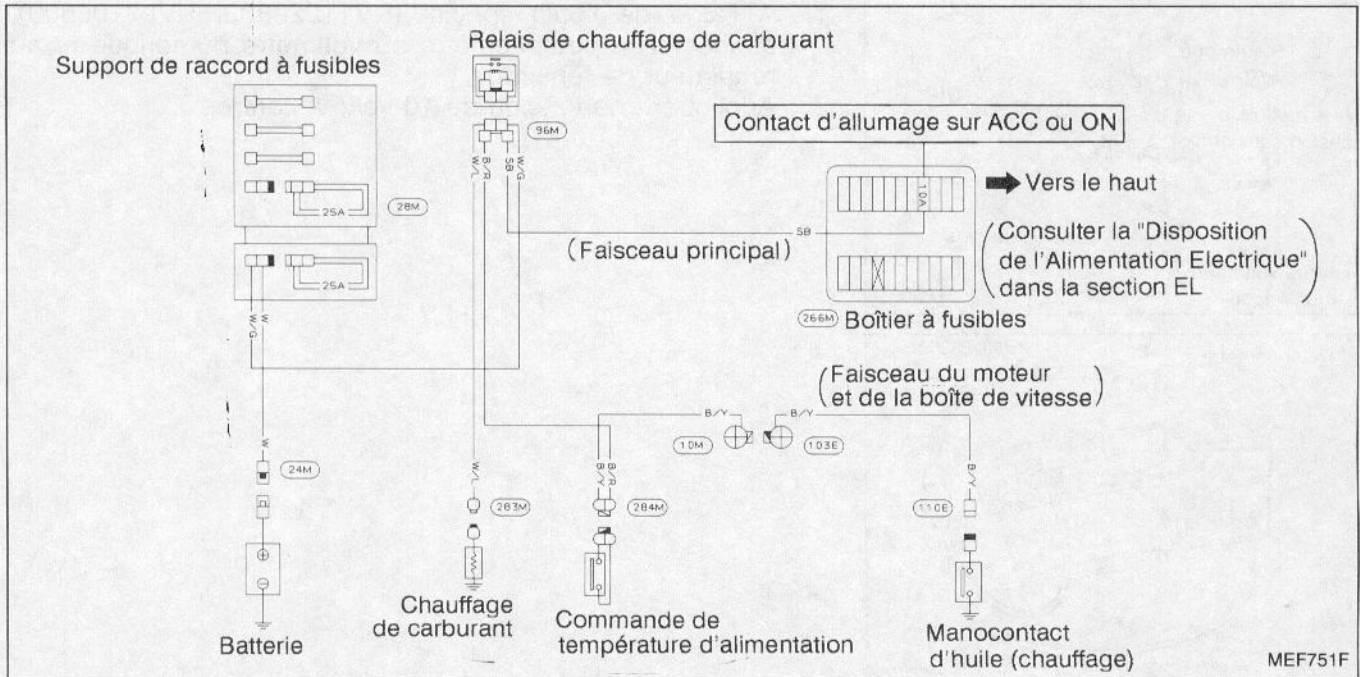 Relais de chauffage de carburant
Support de raccord à fusibles
96M
W/L
B/R
SB
W/G
Contact d'allumage sur ACC ou ON
10A
Vers le haut
25A
28M
SB
(Faisceau principal)
(Consulter la "Disposition
de l'Alimentation Electrique"
dans la section EL)
25A
266M
Boîtier à fusibles
W/G
W
(Faisceau du moteur
et de la boîte de vitesse)
B/Y
B/Y
10M
103E
W
24M
W/L
B/Y
B/R
B/Y
283M
284M
110E
Chauffage
de carburant
Commande de
température d'alimentation
Batterie
Manocontact
d'huile (chauffage)
MEF751F